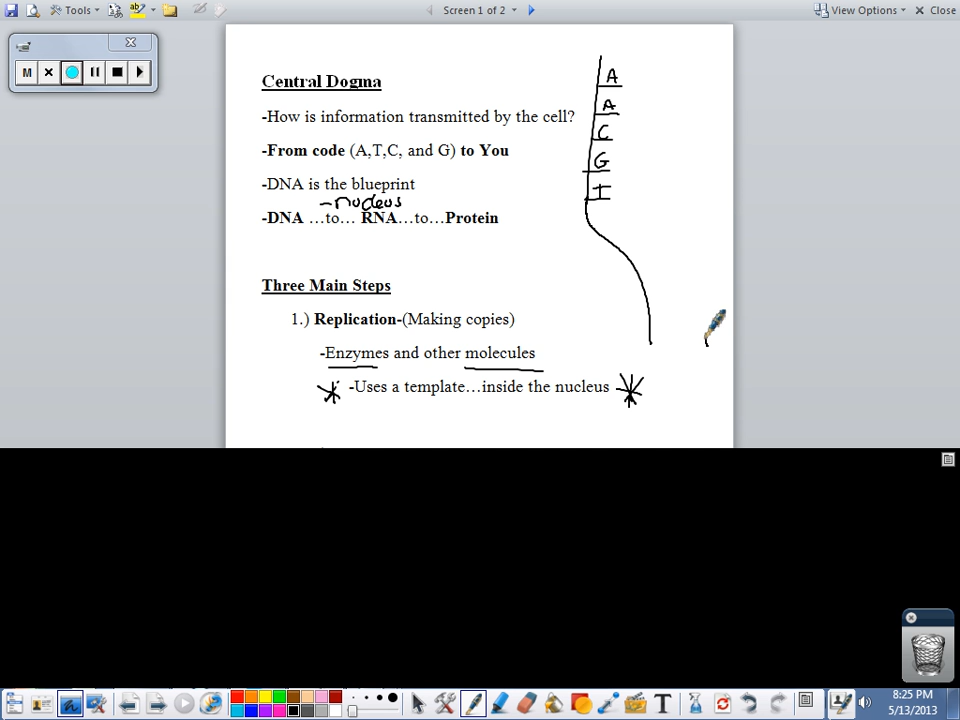 Tools
Screen 1 of 2
View Options
Close
M
Central Dogma
-How is information transmitted by the cell?
-From code (A,T,C, and G) to You
-DNA is the blueprint
-nucleus
-DNA …to… RNA…to…Protein
Three Main Steps
1.) Replication-(Making copies)
-Enzymes and other molecules
-Uses a template…inside the nucleus
A
A
C
G
T
8:25 PM
5/13/2013